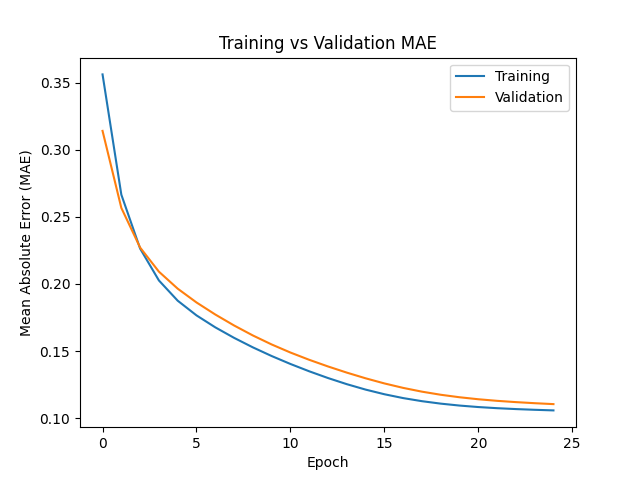 Training vs Validation MAE
Training
Validation
0.35
0.30
0.25
0.20
0.15
0.10
Mean Absolute Error (MAE)
0 5 10 15 20 25
Epoch